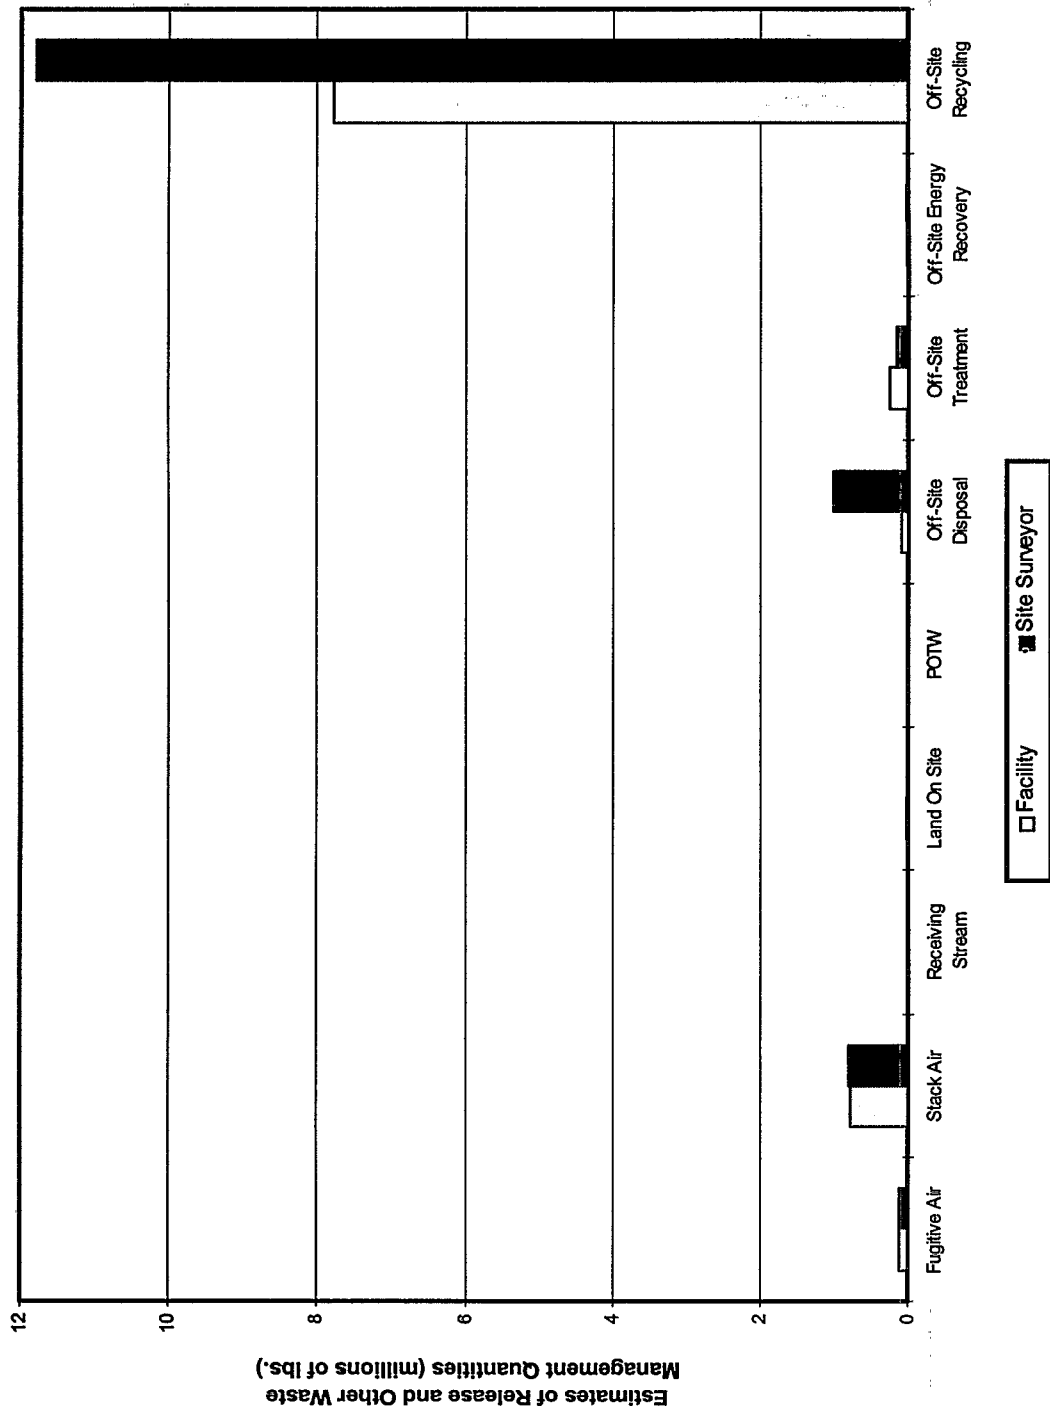 Estimates of Release and Other Waste
Management Quantities (millions of lbs.)
12
10
8
6
4
2
0
Fugitive Air
Stack Air
Receiving
Stream
Land On Site
POTW
Off-Site
Disposal
Off-Site
Treatment
Off-Site Energy
Recovery
Off-Site
Recycling
Facility
Site Surveyor